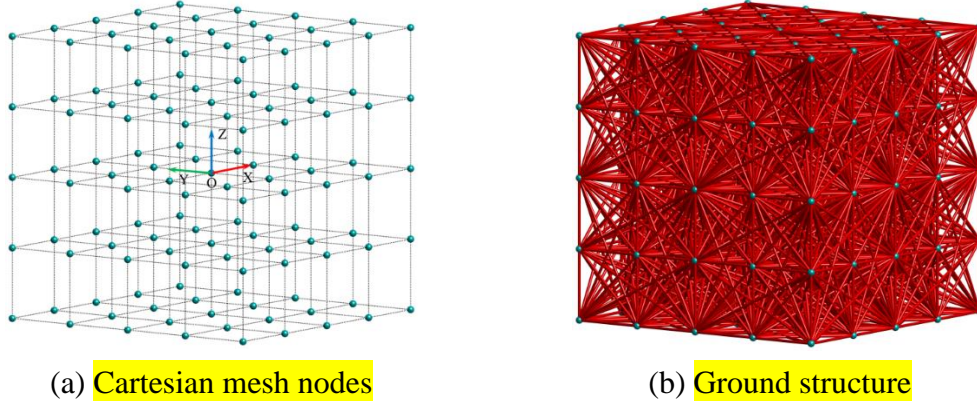 Z
Y
O
X
(a) Cartesian mesh nodes
(b) Ground structure